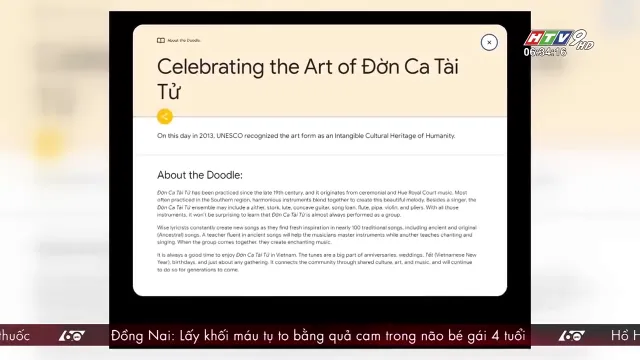 About the Doodle:
HTV9 HD
06:34:16
Celebrating the Art of Đờn Ca Tài
Tử
On this day in 2013, UNESCO recognized the art form as an Intangible Cultural Heritage of Humanity.
About the Doodle:
Đờn Ca Tài Tử has been practiced since the late 19th century, and it originates from ceremonial and Hue Royal Court music. Most
often practiced in the Southern region, harmonious instruments blend together to create this beautiful melody. Besides a singer, the
Đờn Ca Tài Tử ensemble may include a zither, stork, lute, concave guitar, song loan, flute, pipa, violin, and pliers. With all those
instruments, it won't be surprising to learn that Đờn Ca Tài Tử is almost always performed as a group.
Wise lyricists constantly create new songs as they find fresh inspiration in nearly 100 traditional songs, including ancient and original
(Ancestral) songs. A teacher fluent in ancient songs will help the musicians master instruments while another teaches chanting and
singing. When the group comes together, they create enchanting music.
It is always a good time to enjoy Đờn Ca Tài Tử in Vietnam. The tunes are a big part of anniversaries, weddings, Tết (Vietnamese New
Year), birthdays, and just about any gathering. It connects the community through shared culture, art, and music, and will continue
to do so for generations to come.
thuốc 60 Đồng Nai: Lấy khối máu tụ to bằng quả cam trong não bé gái 4 tuổi 60 Hồ H